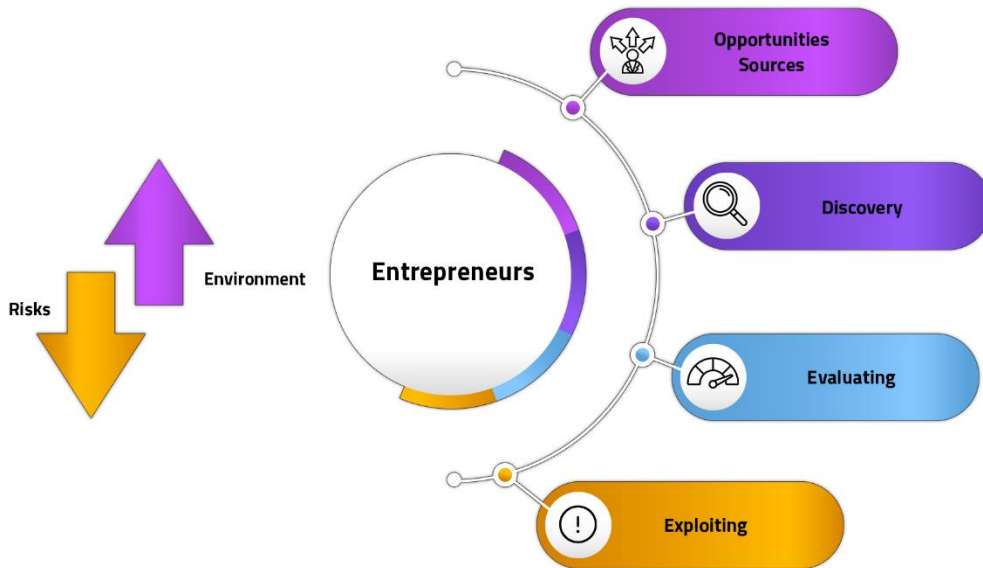 Opportunities
Sources
Discovery
Entrepreneurs
Environment
Risks
Evaluating
Exploiting